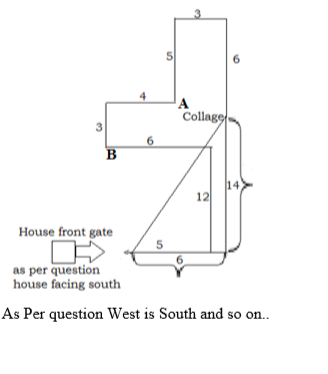 3
5
6
4
A
Collage
3
6
B
14
12
House front gate
5
6
as per question
house facing south
As Per question West is South and so on..